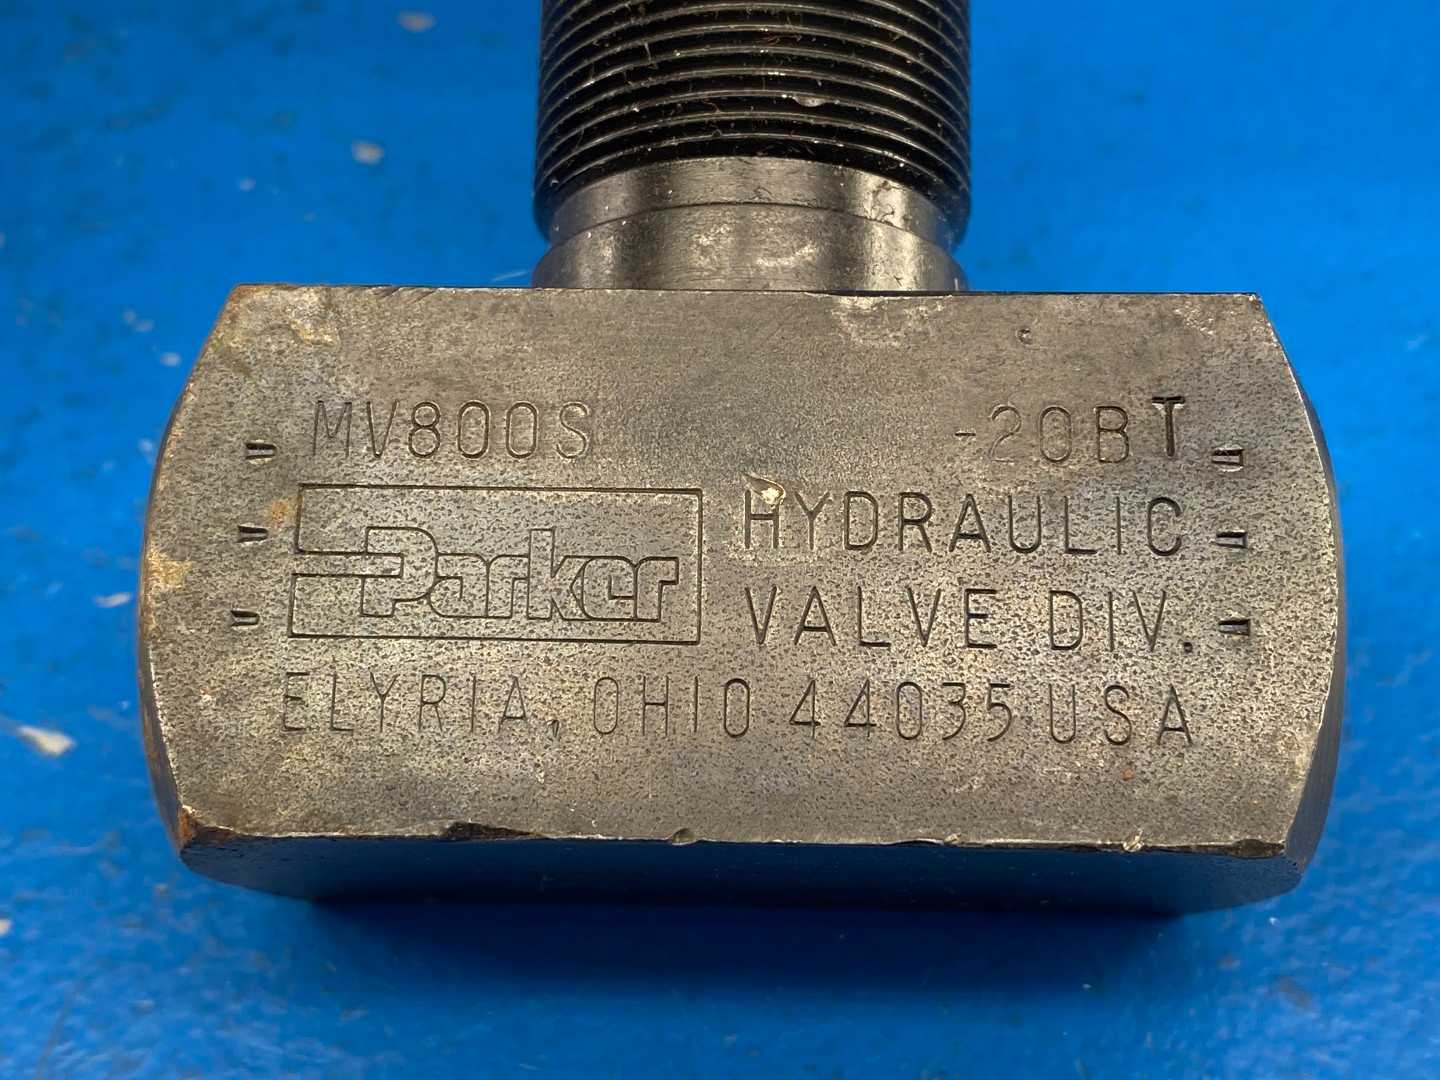 MV800S -20BT
Parker HYDRAULIC
VALVE DIV.
ELYRIA, OHIO 44035 USA